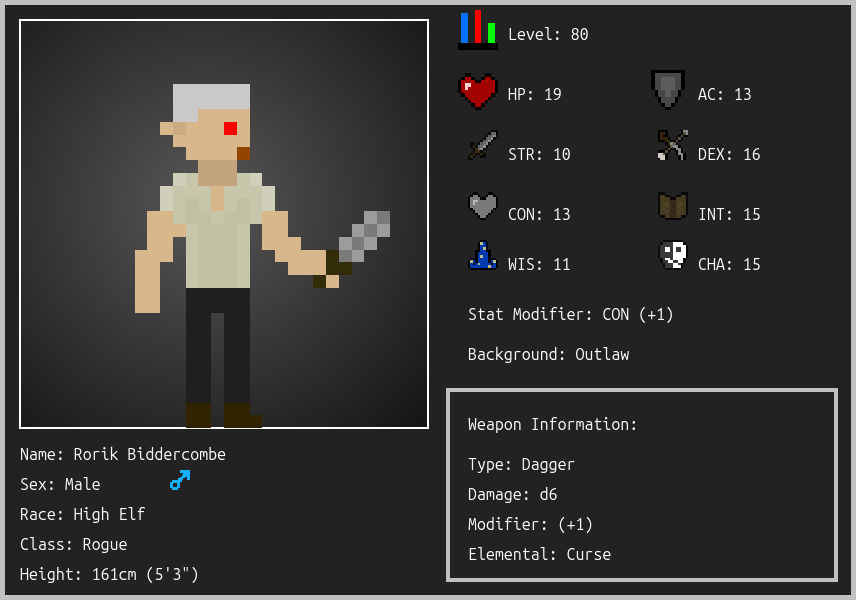 Level: 80
HP: 19
AC: 13
STR: 10
DEX: 16
CON: 13
INT: 15
WIS: 11
CHA: 15
Stat Modifier: CON (+1)
Background: Outlaw
Weapon Information:
Type: Dagger
Damage: d6
Modifier: (+1)
Elemental: Curse
Name: Rorik Biddercombe
Sex: Male
Race: High Elf
Class: Rogue
Height: 161cm (5'3")